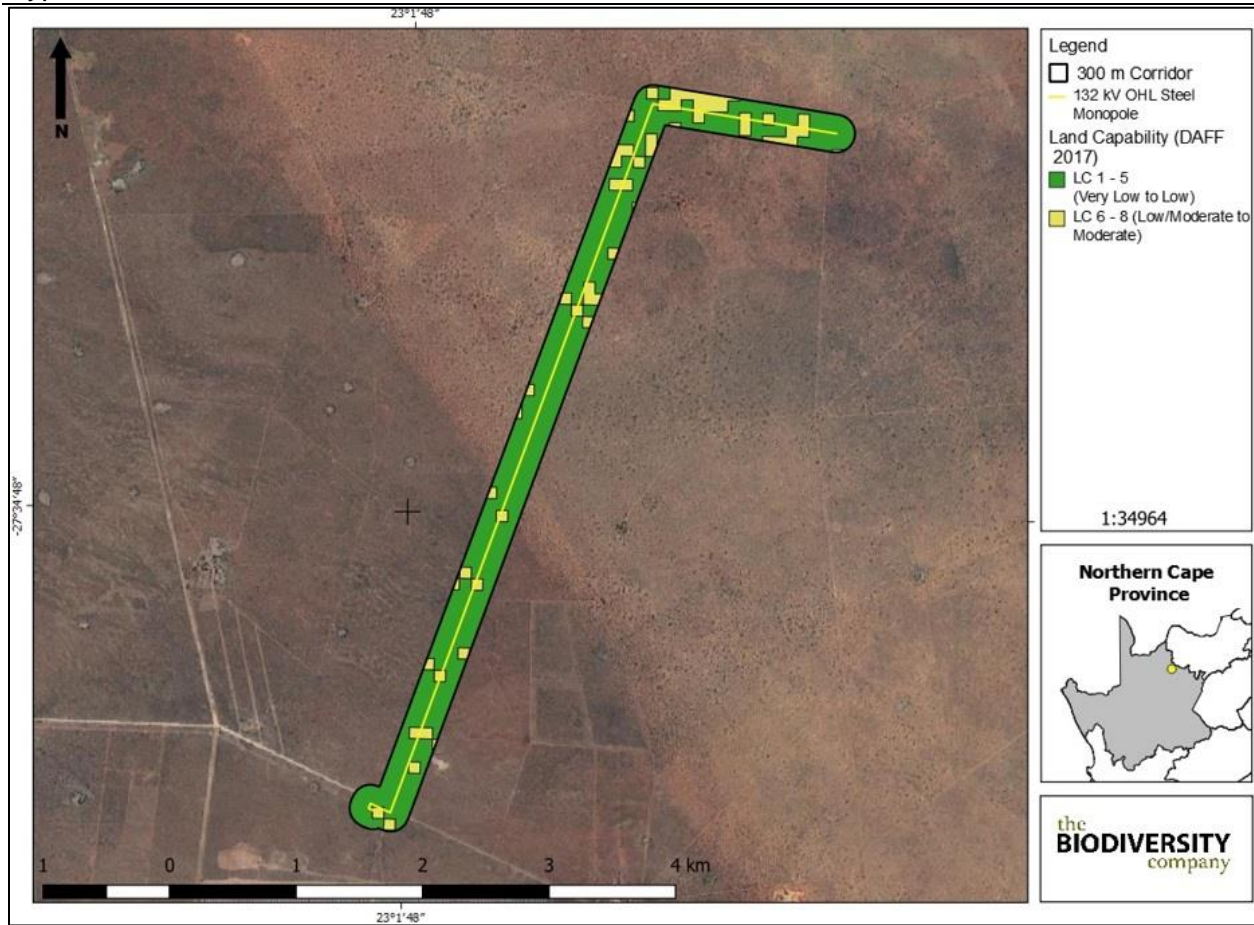 23°1'48"
N
-27°34'48"
1 0 1 2 3 4 km
23°1'48"
Legend
300 m Corridor
132 kV OHL Steel
Monopole
Land Capability (DAFF
2017)
LC 1 - 5
(Very Low to Low)
LC 6 - 8 (Low/Moderate to
Moderate)
1:34964
Northern Cape
Province
the
BIODIVERSITY
company